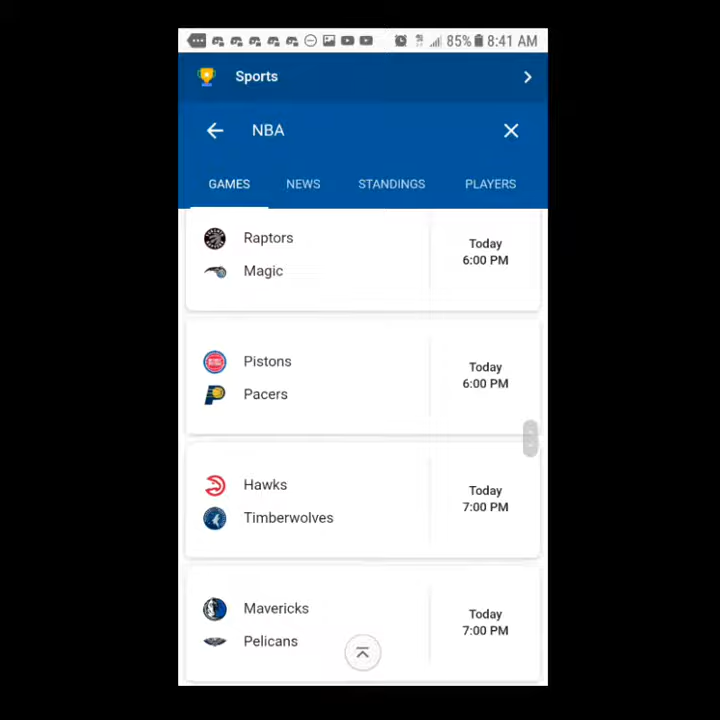 85% 8:41 AM
Sports
NBA
GAMES NEWS STANDINGS PLAYERS
Raptors
Magic
Today
6:00 PM
Pistons
Pacers
Today
6:00 PM
Hawks
Timberwolves
Today
7:00 PM
Mavericks
Pelicans
Today
7:00 PM